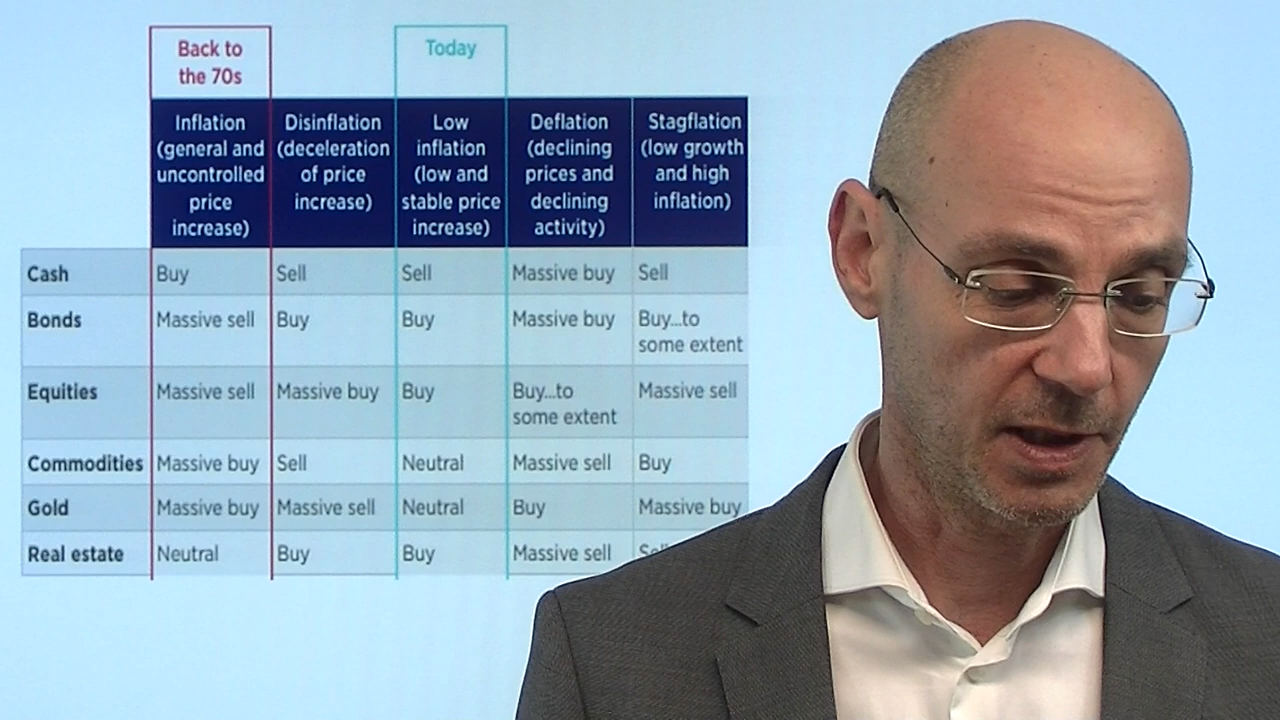 Back to
the 70s
Today
Inflation
(general and
uncontrolled
price
increase)
Disinflation
(deceleration
of price
increase)
Low
inflation
(low and
stable price
increase)
Deflation
(declining
prices and
declining
activity)
Stagflation
(low growth
and high
inflation)
Cash
Buy
Sell
Sell
Massive buy
Sell
Bonds
Massive sell
Buy
Buy
Massive buy
Buy...to
some extent
Equities
Massive sell
Massive buy
Buy
Buy...to
some extent
Massive sell
Commodities
Massive buy
Sell
Neutral
Massive sell
Buy
Gold
Massive buy
Massive sell
Neutral
Buy
Massive buy
Real estate
Neutral
Buy
Buy
Massive sell